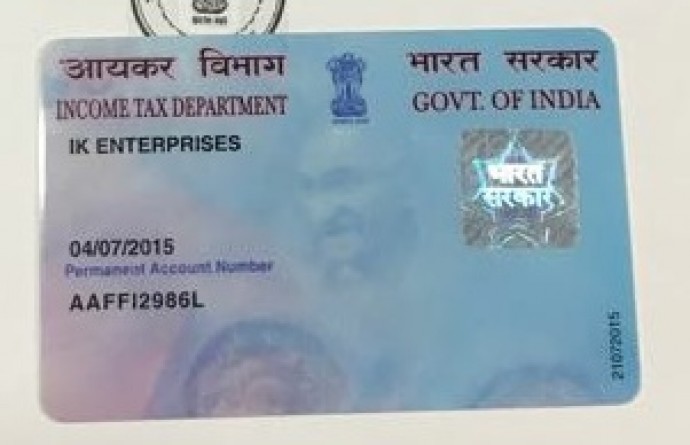 आयकर विभाग
INCOME TAX DEPARTMENT
भारत सरकार
GOVT. OF INDIA
IK ENTERPRISES
भारत
सरकार
04/07/2015
Permanent Account Number
AAFFI2986L
21072015